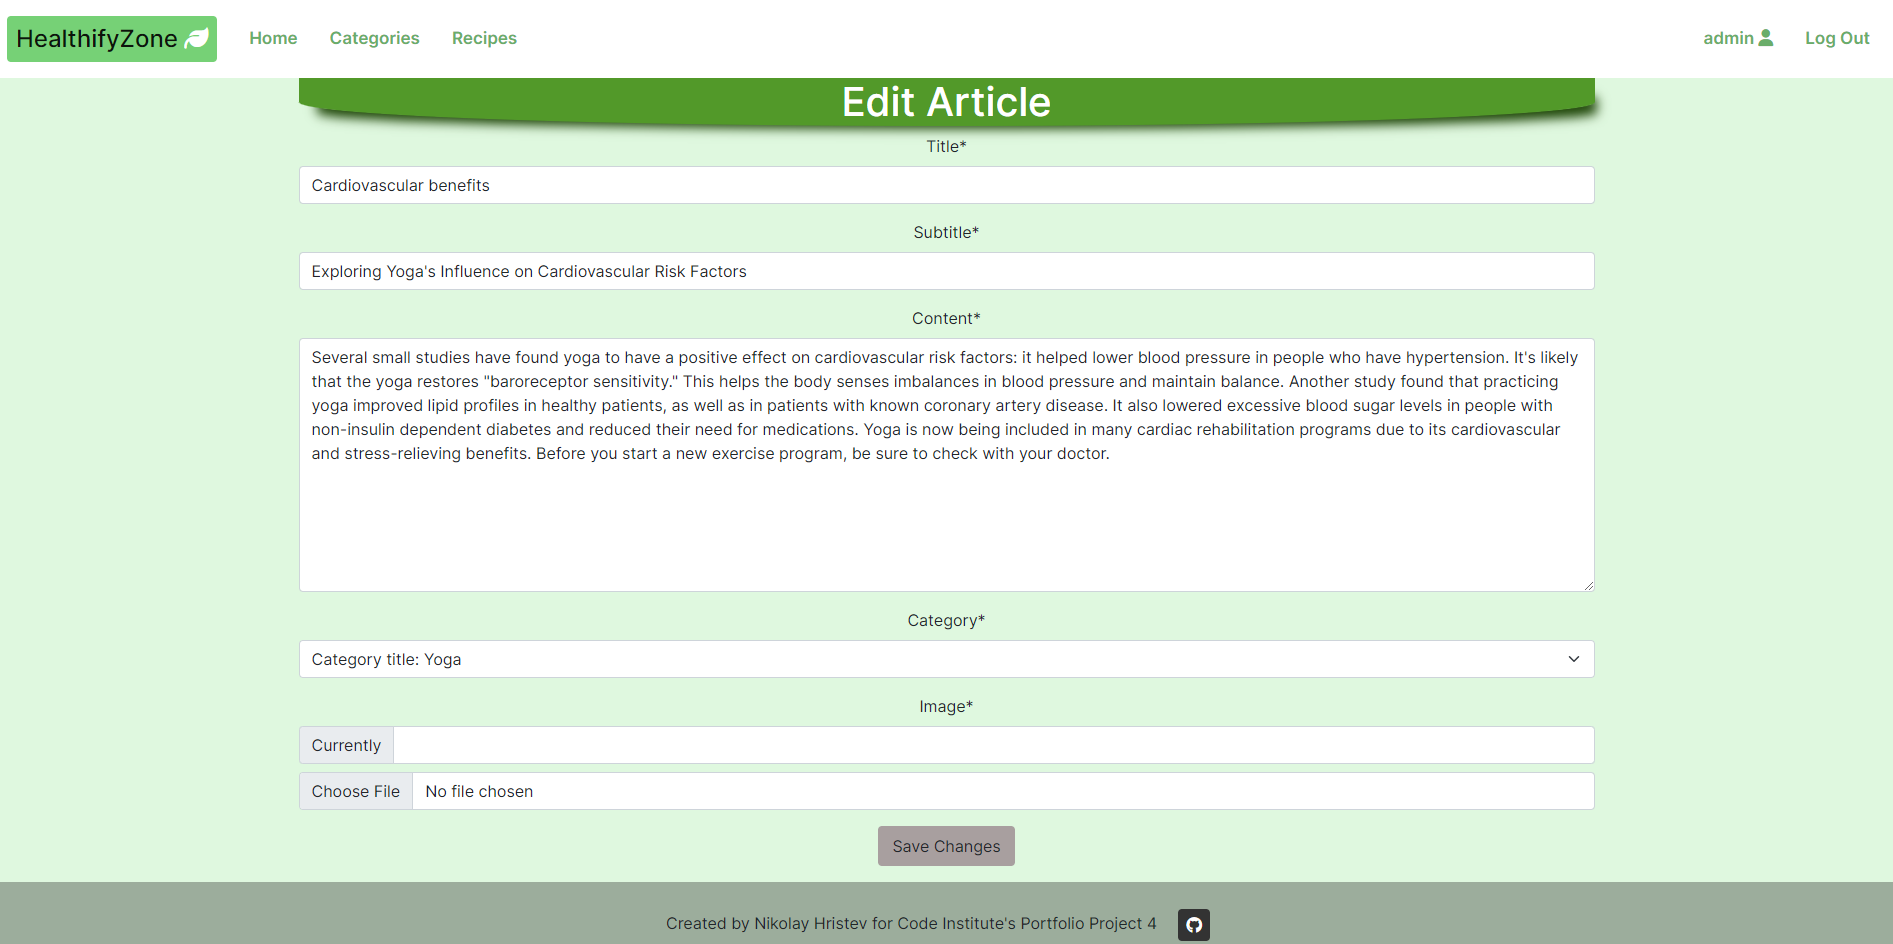 HealthifyZone
Home
Categories
Recipes
admin
Log Out
Edit Article
Title*
Cardiovascular benefits
Subtitle*
Exploring Yoga's Influence on Cardiovascular Risk Factors
Content*
Several small studies have found yoga to have a positive effect on cardiovascular risk factors: it helped lower blood pressure in people who have hypertension. It's likely
that the yoga restores "baroreceptor sensitivity." This helps the body senses imbalances in blood pressure and maintain balance. Another study found that practicing
yoga improved lipid profiles in healthy patients, as well as in patients with known coronary artery disease. It also lowered excessive blood sugar levels in people with
non-insulin dependent diabetes and reduced their need for medications. Yoga is now being included in many cardiac rehabilitation programs due to its cardiovascular
and stress-relieving benefits. Before you start a new exercise program, be sure to check with your doctor.
Category*
Category title: Yoga
Image*
Currently
Choose File No file chosen
Save Changes
Created by Nikolay Hristev for Code Institute's Portfolio Project 4